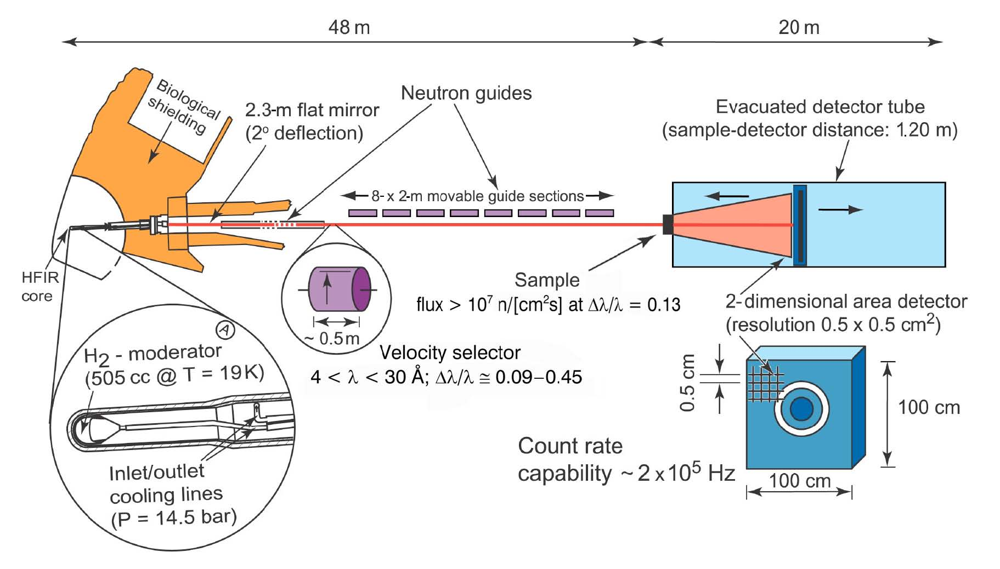 48 m
20 m
Biological
shielding
2.3-m flat mirror
(2° deflection)
Neutron guides
Evacuated detector tube
(sample-detector distance: 1.20 m)
8- x 2-m movable guide sections
HFIR
core
Sample
flux > 10⁷ n/[cm²s] at Δλ/λ = 0.13
2-dimensional area detector
(resolution 0.5 x 0.5 cm²)
~ 0.5 m
A
H₂ - moderator
(505 cc @ T = 19K)
Velocity selector
4 < λ < 30 Å; Δλ/λ ≅ 0.09–0.45
0.5 cm
100 cm
Count rate
capability ~ 2 x 10⁵ Hz
100 cm
Inlet/outlet
cooling lines
(P = 14.5 bar)